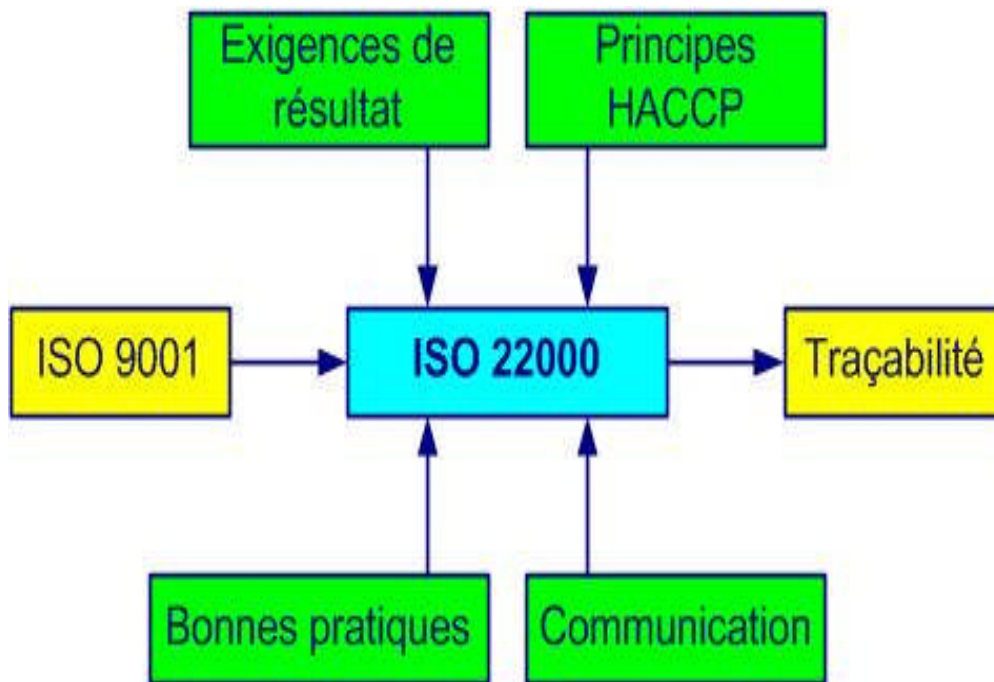 Exigences de
résultat
Principes
HACCP
ISO 9001
ISO 22000
Traçabilité
Bonnes pratiques
Communication